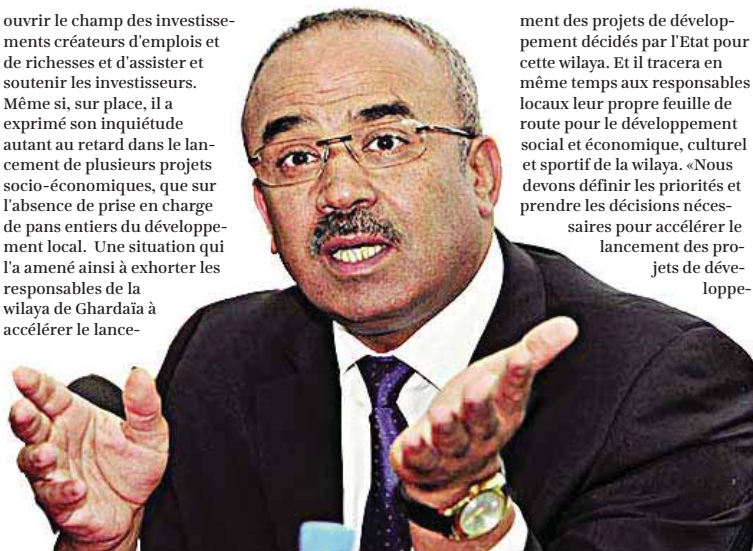 ouvrir le champ des investisse-
ments créateurs d'emplois et
de richesses et d'assister et
soutenir les investisseurs.
Même si, sur place, il a
exprimé son inquiétude
autant au retard dans le lan-
cement de plusieurs projets
socio-économiques, que sur
l'absence de prise en charge
de pans entiers du développe-
ment local. Une situation qui
l'a amené ainsi à exhorter les
responsables de la
wilaya de Ghardaïa à
accélérer le lance-
ment des projets de dévelop-
pement décidés par l'Etat pour
cette wilaya. Et il tracera en
même temps aux responsables
locaux leur propre feuille de
route pour le développement
social et économique, culturel
et sportif de la wilaya. «Nous
devons définir les priorités et
prendre les décisions néces-
saires pour accélérer le
lancement des pro-
jets de déve-
loppe-